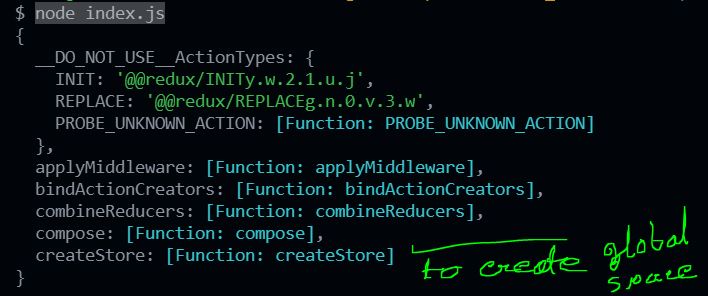 $ node index.js
{
  __DO_NOT_USE__ActionTypes: {
    INIT: '@@redux/INITy.w.2.1.u.j',
    REPLACE: '@@redux/REPLACEg.n.0.v.3.w',
    PROBE_UNKNOWN_ACTION: [Function: PROBE_UNKNOWN_ACTION]
  },
  applyMiddleware: [Function: applyMiddleware],
  bindActionCreators: [Function: bindActionCreators],
  combineReducers: [Function: combineReducers],
  compose: [Function: compose],
  createStore: [Function: createStore]
}
to create global
space